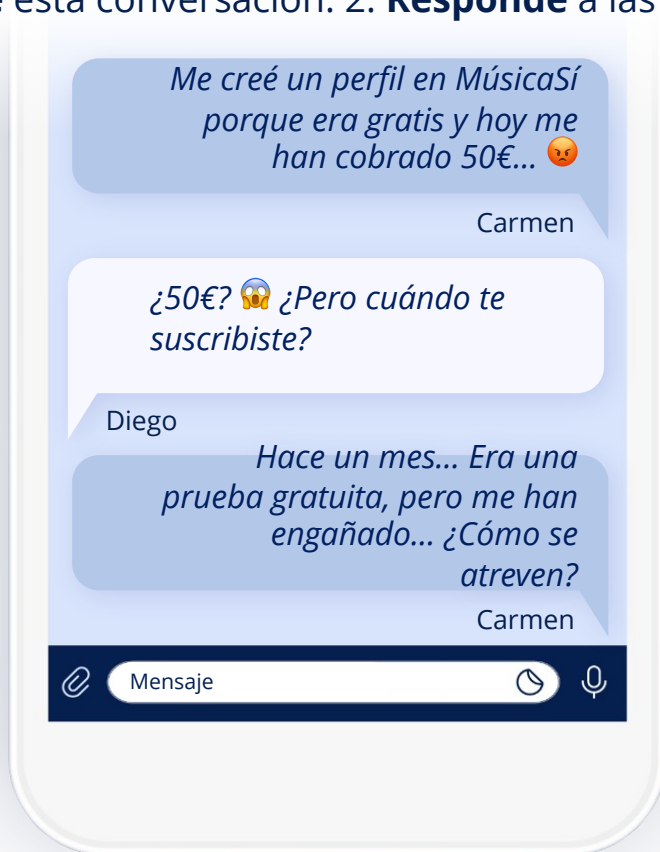 esta conversación. 2. Responde a las
Me creé un perfil en MúsicaSí
porque era gratis y hoy me
han cobrado 50€... 😡
Carmen
¿50€? 😱 ¿Pero cuándo te
suscribiste?
Diego
Hace un mes... Era una
prueba gratuita, pero me han
engañado... ¿Cómo se
atreven?
Carmen
Mensaje